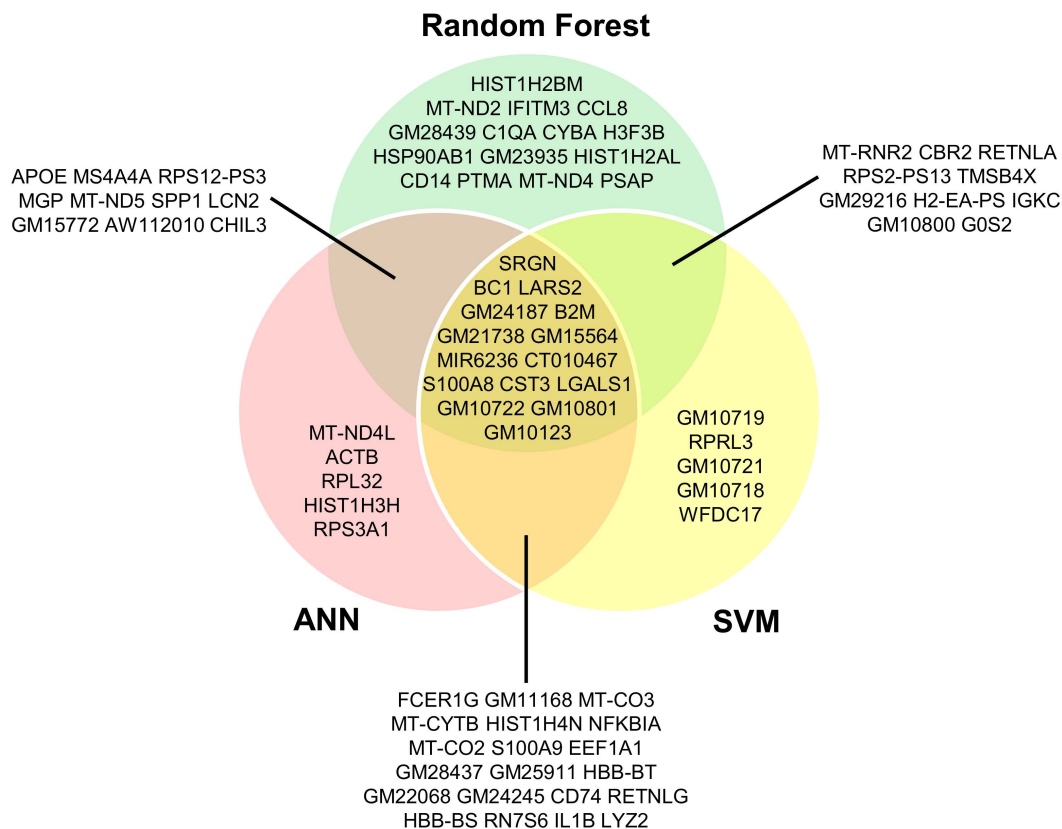 Random Forest
HIST1H2BM
MT-ND2 IFITM3 CCL8
GM28439 C1QA CYBA H3F3B
HSP90AB1 GM23935 HIST1H2AL
CD14 PTMA MT-ND4 PSAP
APOE MS4A4A RPS12-PS3
MGP MT-ND5 SPP1 LCN2
GM15772 AW112010 CHIL3
MT-RNR2 CBR2 RETNLA
RPS2-PS13 TMSB4X
GM29216 H2-EA-PS IGKC
GM10800 G0S2
SRGN
BC1 LARS2
GM24187 B2M
GM21738 GM15564
MIR6236 CT010467
S100A8 CST3 LGALS1
GM10722 GM10801
GM10123
MT-ND4L
ACTB
RPL32
HIST1H3H
RPS3A1
GM10719
RPRL3
GM10721
GM10718
WFDC17
ANN
SVM
FCER1G GM11168 MT-CO3
MT-CYTB HIST1H4N NFKBIA
MT-CO2 S100A9 EEF1A1
GM28437 GM25911 HBB-BT
GM22068 GM24245 CD74 RETNLG
HBB-BS RN7S6 IL1B LYZ2